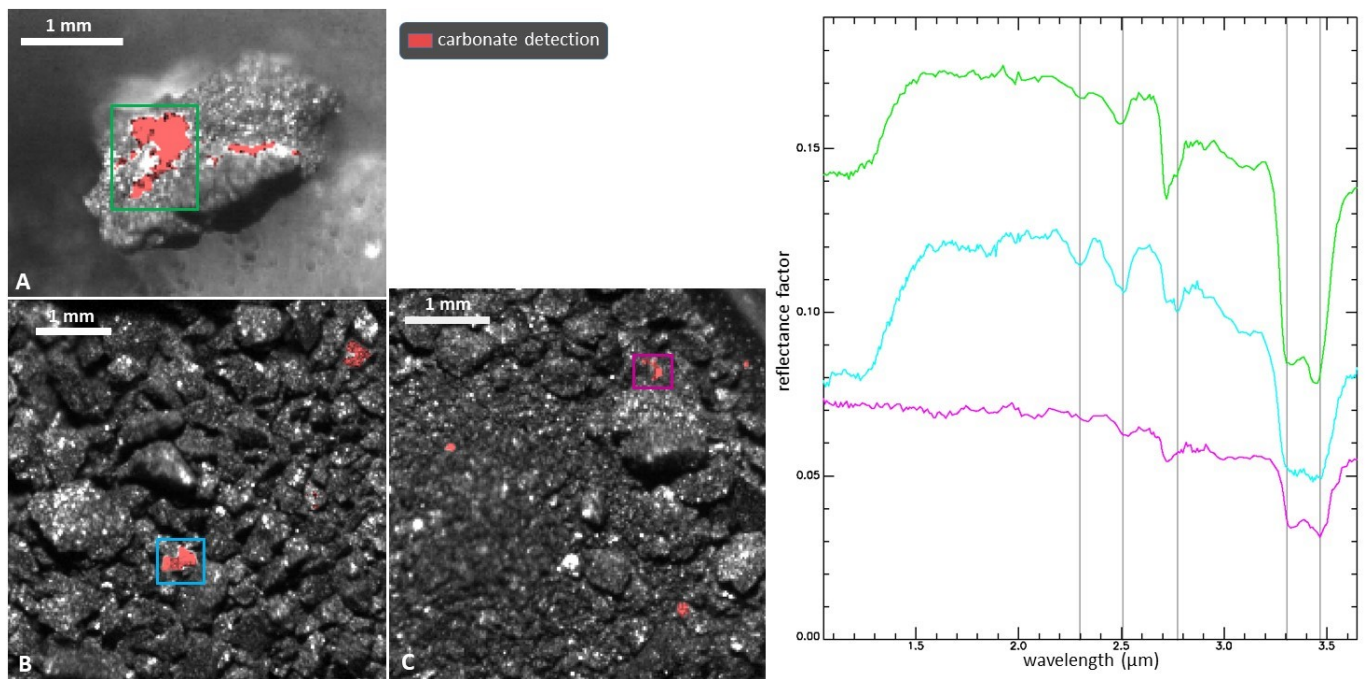 1 mm
carbonate detection
A
1 mm
B
1 mm
C
reflectance factor
0.15
0.10
0.05
0.00
1.5 2.0 2.5 3.0 3.5
wavelength (μm)